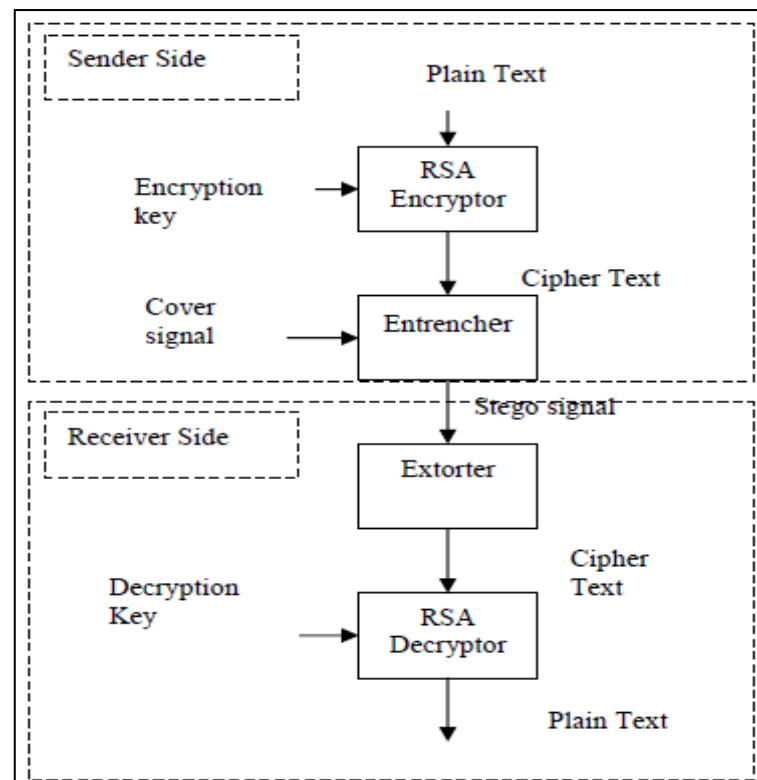 Sender Side
Plain Text
RSA
Encryptor
Encryption
key
Cipher Text
Cover
signal
Entrencher
Stego signal
Receiver Side
Extorter
Cipher
Text
Decryption
Key
RSA
Decryptor
Plain Text